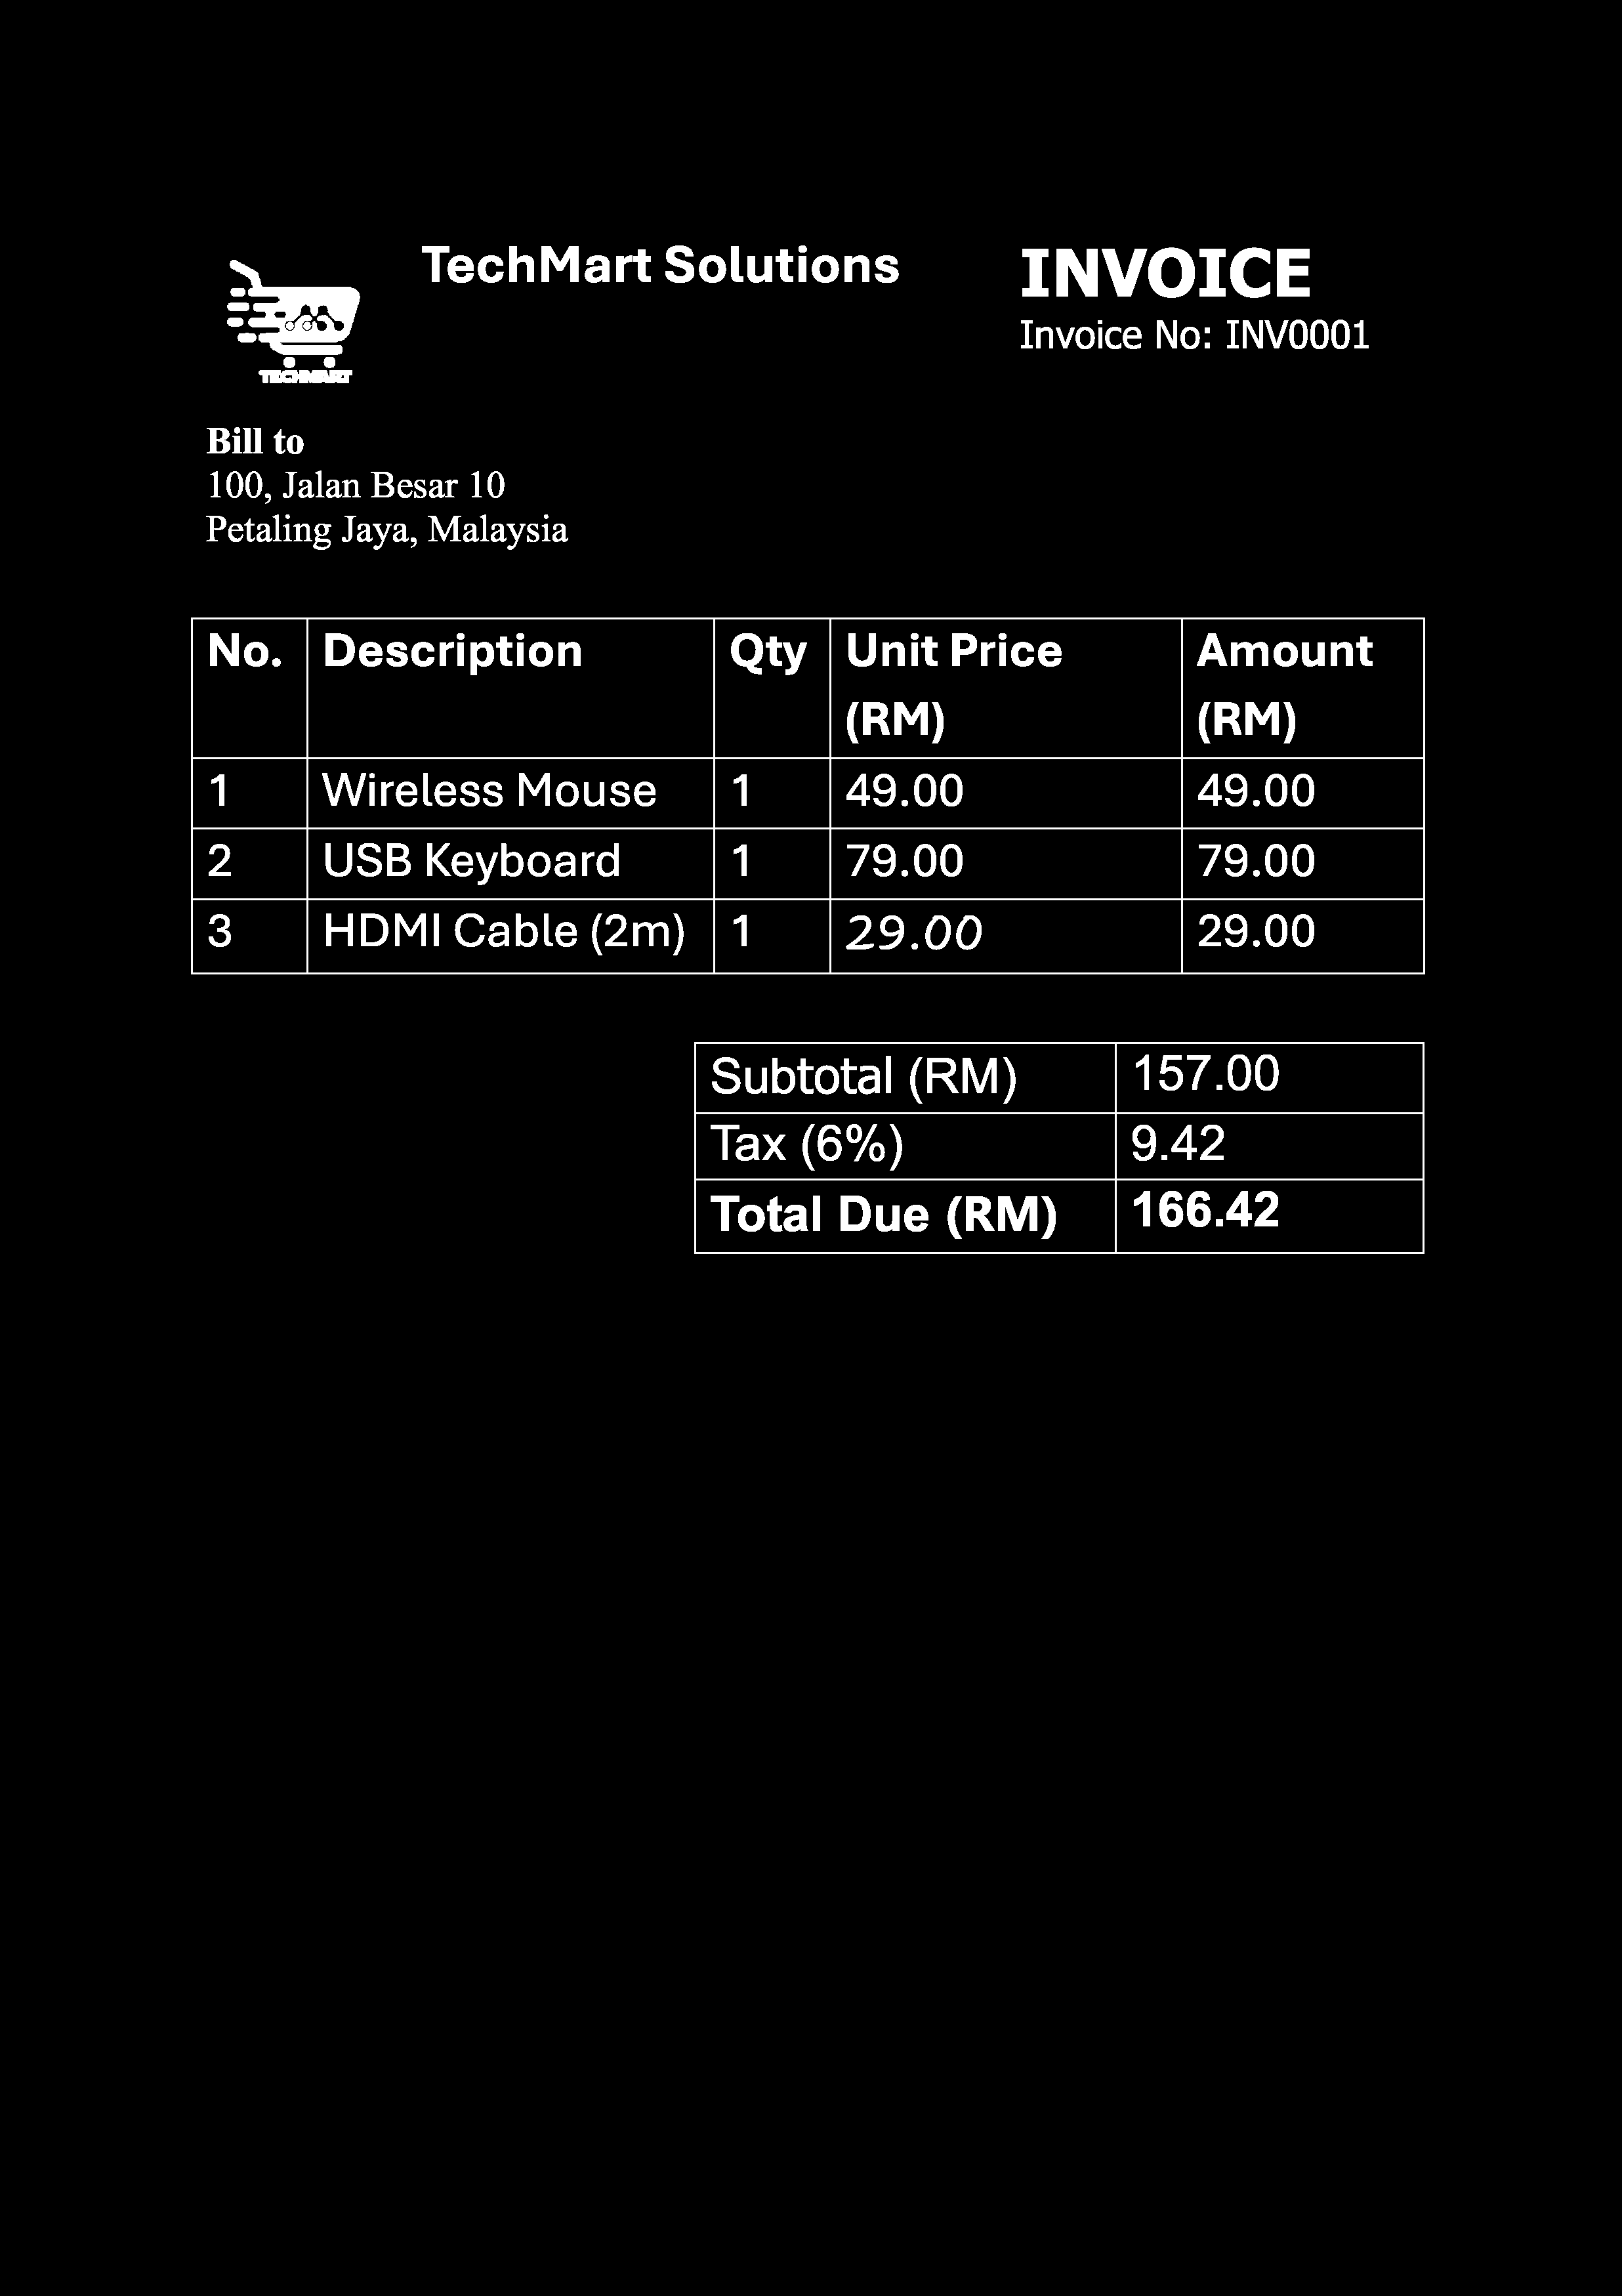 TechMart Solutions
INVOICE
Invoice No: INV0001
TECHMART
Bill to
100, Jalan Besar 10
Petaling Jaya, Malaysia
No. Description Qty Unit Price (RM) Amount (RM)
1 Wireless Mouse 1 49.00 49.00
2 USB Keyboard 1 79.00 79.00
3 HDMI Cable (2m) 1 29.00 29.00
Subtotal (RM) 157.00
Tax (6%) 9.42
Total Due (RM) 166.42